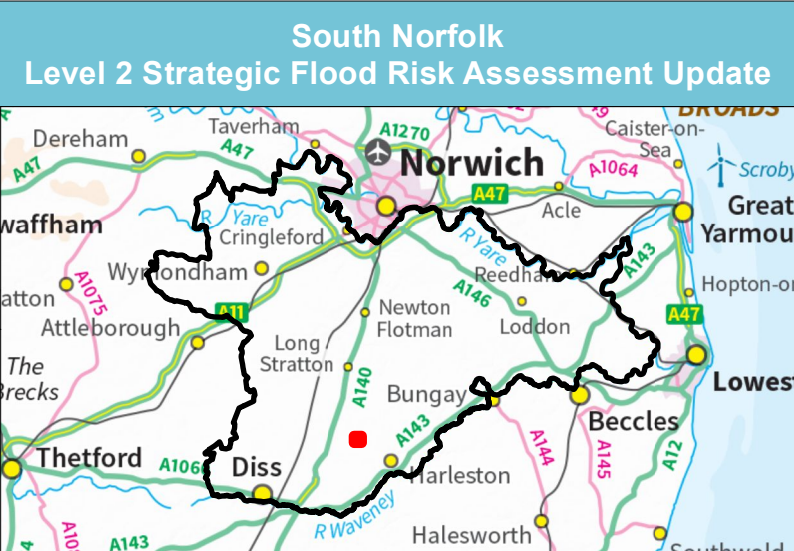 South Norfolk
Level 2 Strategic Flood Risk Assessment Update
BROADS
Taverham
A1270
Caister-on-
Sea
Dereham
A47
A47
Norwich
A1064
Scroby
A47
Acle
Great
Yarmou
waffham
R Yare
Cringleford
R Yare
A143
Wymondham
Reedham
Hopton-on
A1075
A146
atton
A11
Newton
Flotman
Loddon
A47
Attleborough
Long
Stratton
The
Brecks
A140
Bungay
Lowest
Beccles
A143
A144
A145
A12
Thetford
A1066
Diss
Harleston
R Waveney
Halesworth
A143
Southwold